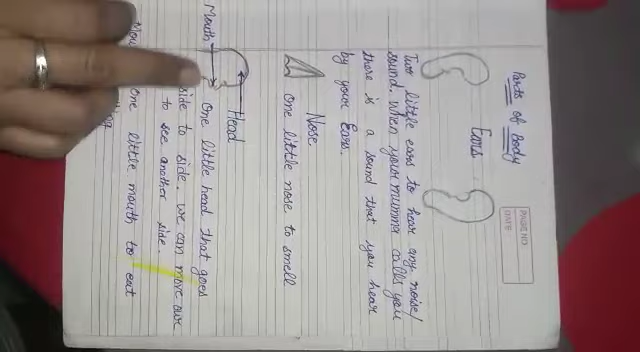 PAGE NO.
DATE
Parts of Body
Ears
Two little ears to hear any noise/
sound. When your mumma calls you
there is a sound that you hear
by your Ears.
Nose
One little nose to smell
Head
Mouth
One little head that goes
side to side. we can move our
to see another side.
one little mouth to eat